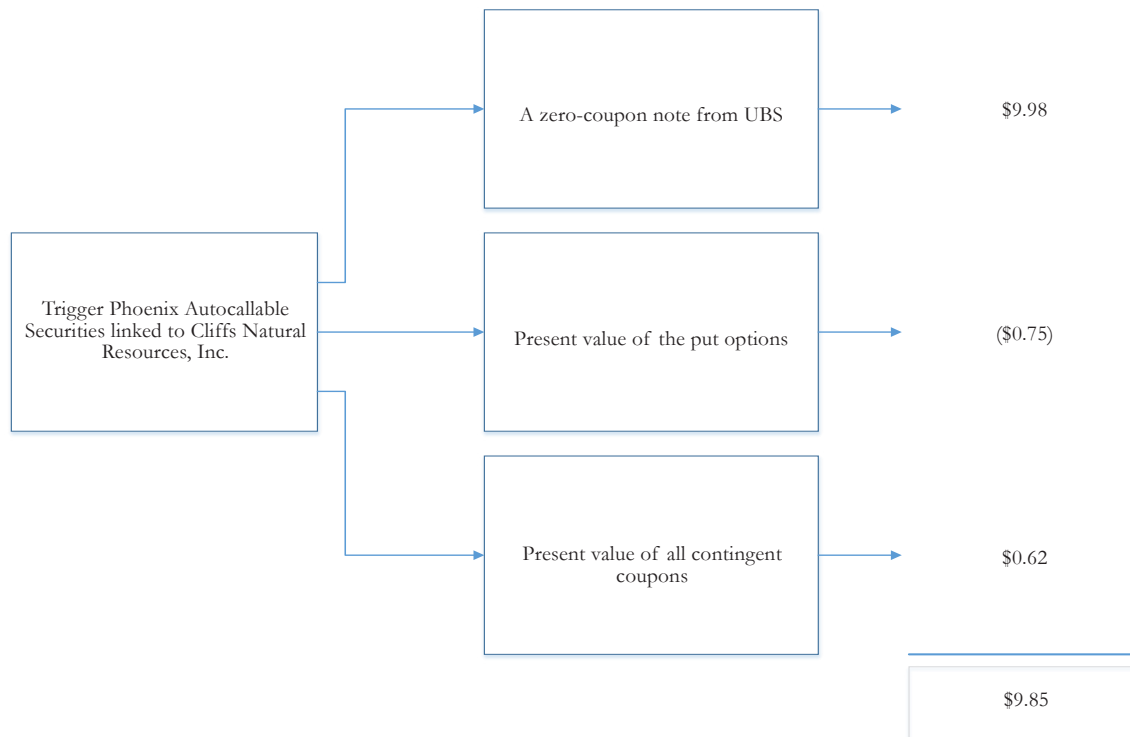 A zero-coupon note from UBS
$9.98
Trigger Phoenix Autocallable
Securities linked to Cliffs Natural
Resources, Inc.
Present value of the put options
($0.75)
Present value of all contingent
coupons
$0.62
$9.85